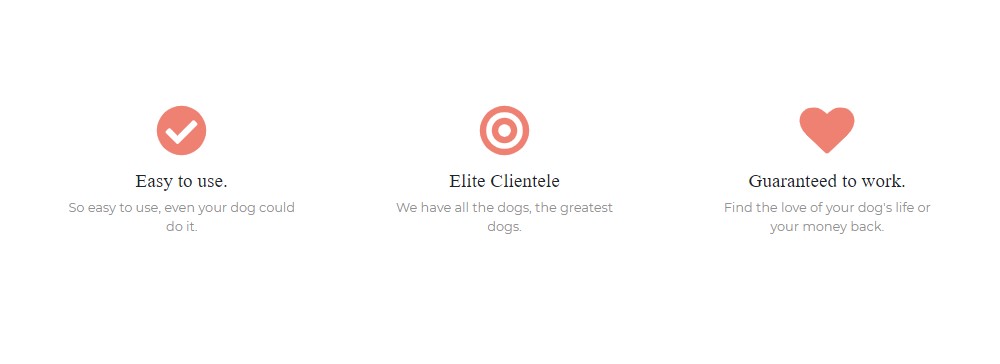 Easy to use.
So easy to use, even your dog could
do it.
Elite Clientele
We have all the dogs, the greatest
dogs.
Guaranteed to work.
Find the love of your dog's life or
your money back.